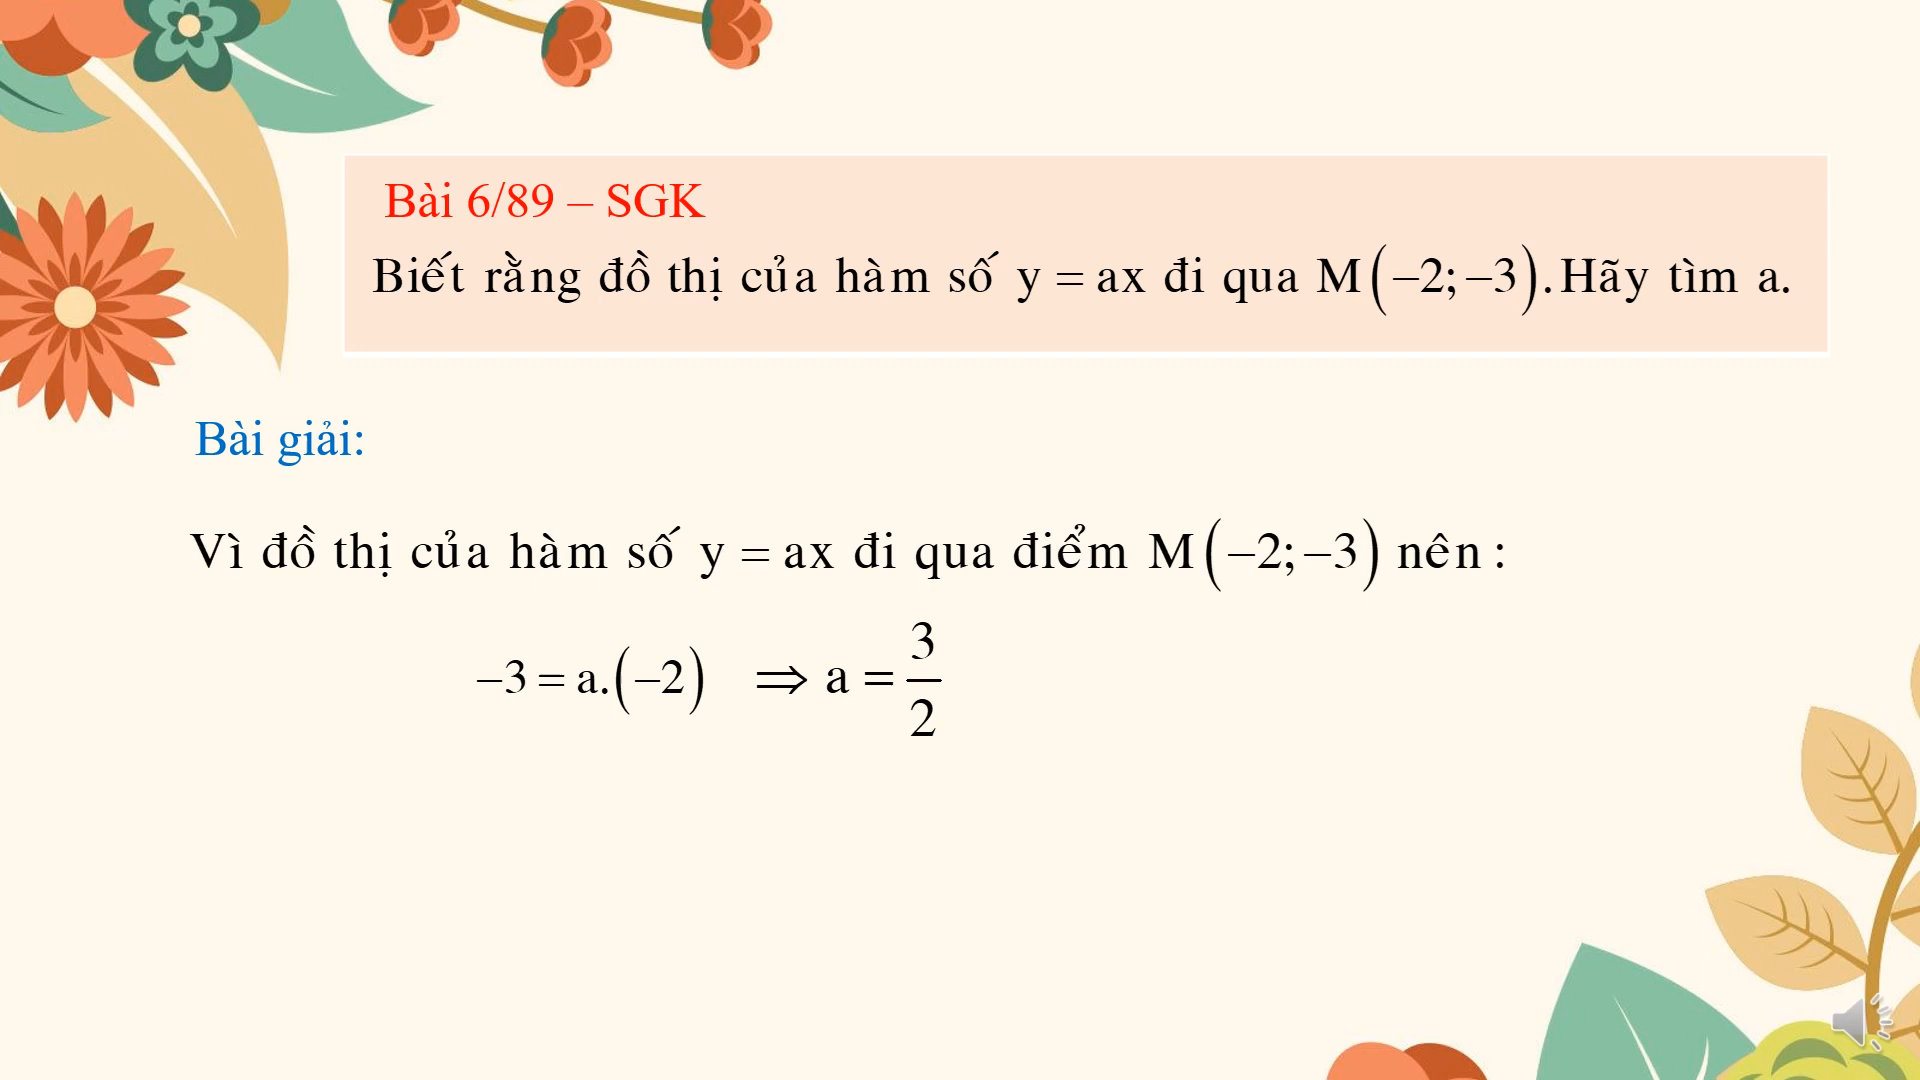 Bài 6/89 – SGK
Biết rằng đồ thị của hàm số y = ax đi qua M(−2;−3). Hãy tìm a.
Bài giải:
Vì đồ thị của hàm số y = ax đi qua điểm M(−2;−3) nên :
−3 = a.(−2) ⇒ a = 3/2